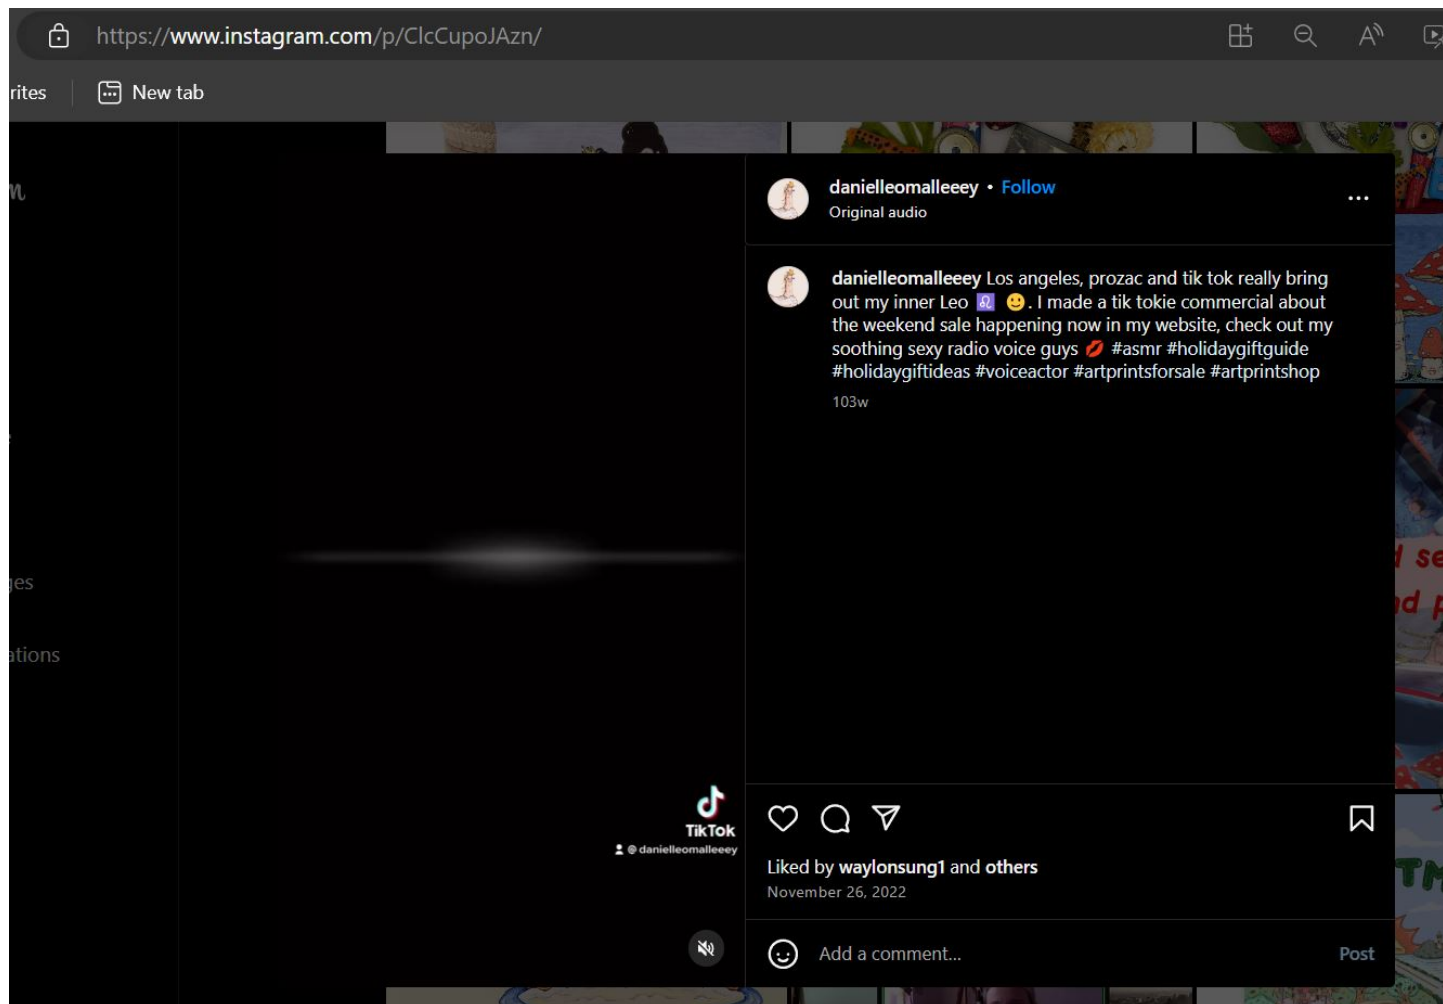 https://www.instagram.com/p/ClcCupoJAzn/
rites
New tab
m
danielleomalleeey • Follow
Original audio
danielleomalleeey Los angeles, prozac and tik tok really bring
out my inner Leo ♌ 🙂. I made a tik tokie commercial about
the weekend sale happening now in my website, check out my
soothing sexy radio voice guys 💋 #asmr #holidaygiftguide
#holidaygiftideas #voiceactor #artprintsforsale #artprintshop
103w
ges
ations
d se
nd p
TikTok
@danielleomalleeey
Liked by waylonsung1 and others
November 26, 2022
TM
Add a comment...
Post